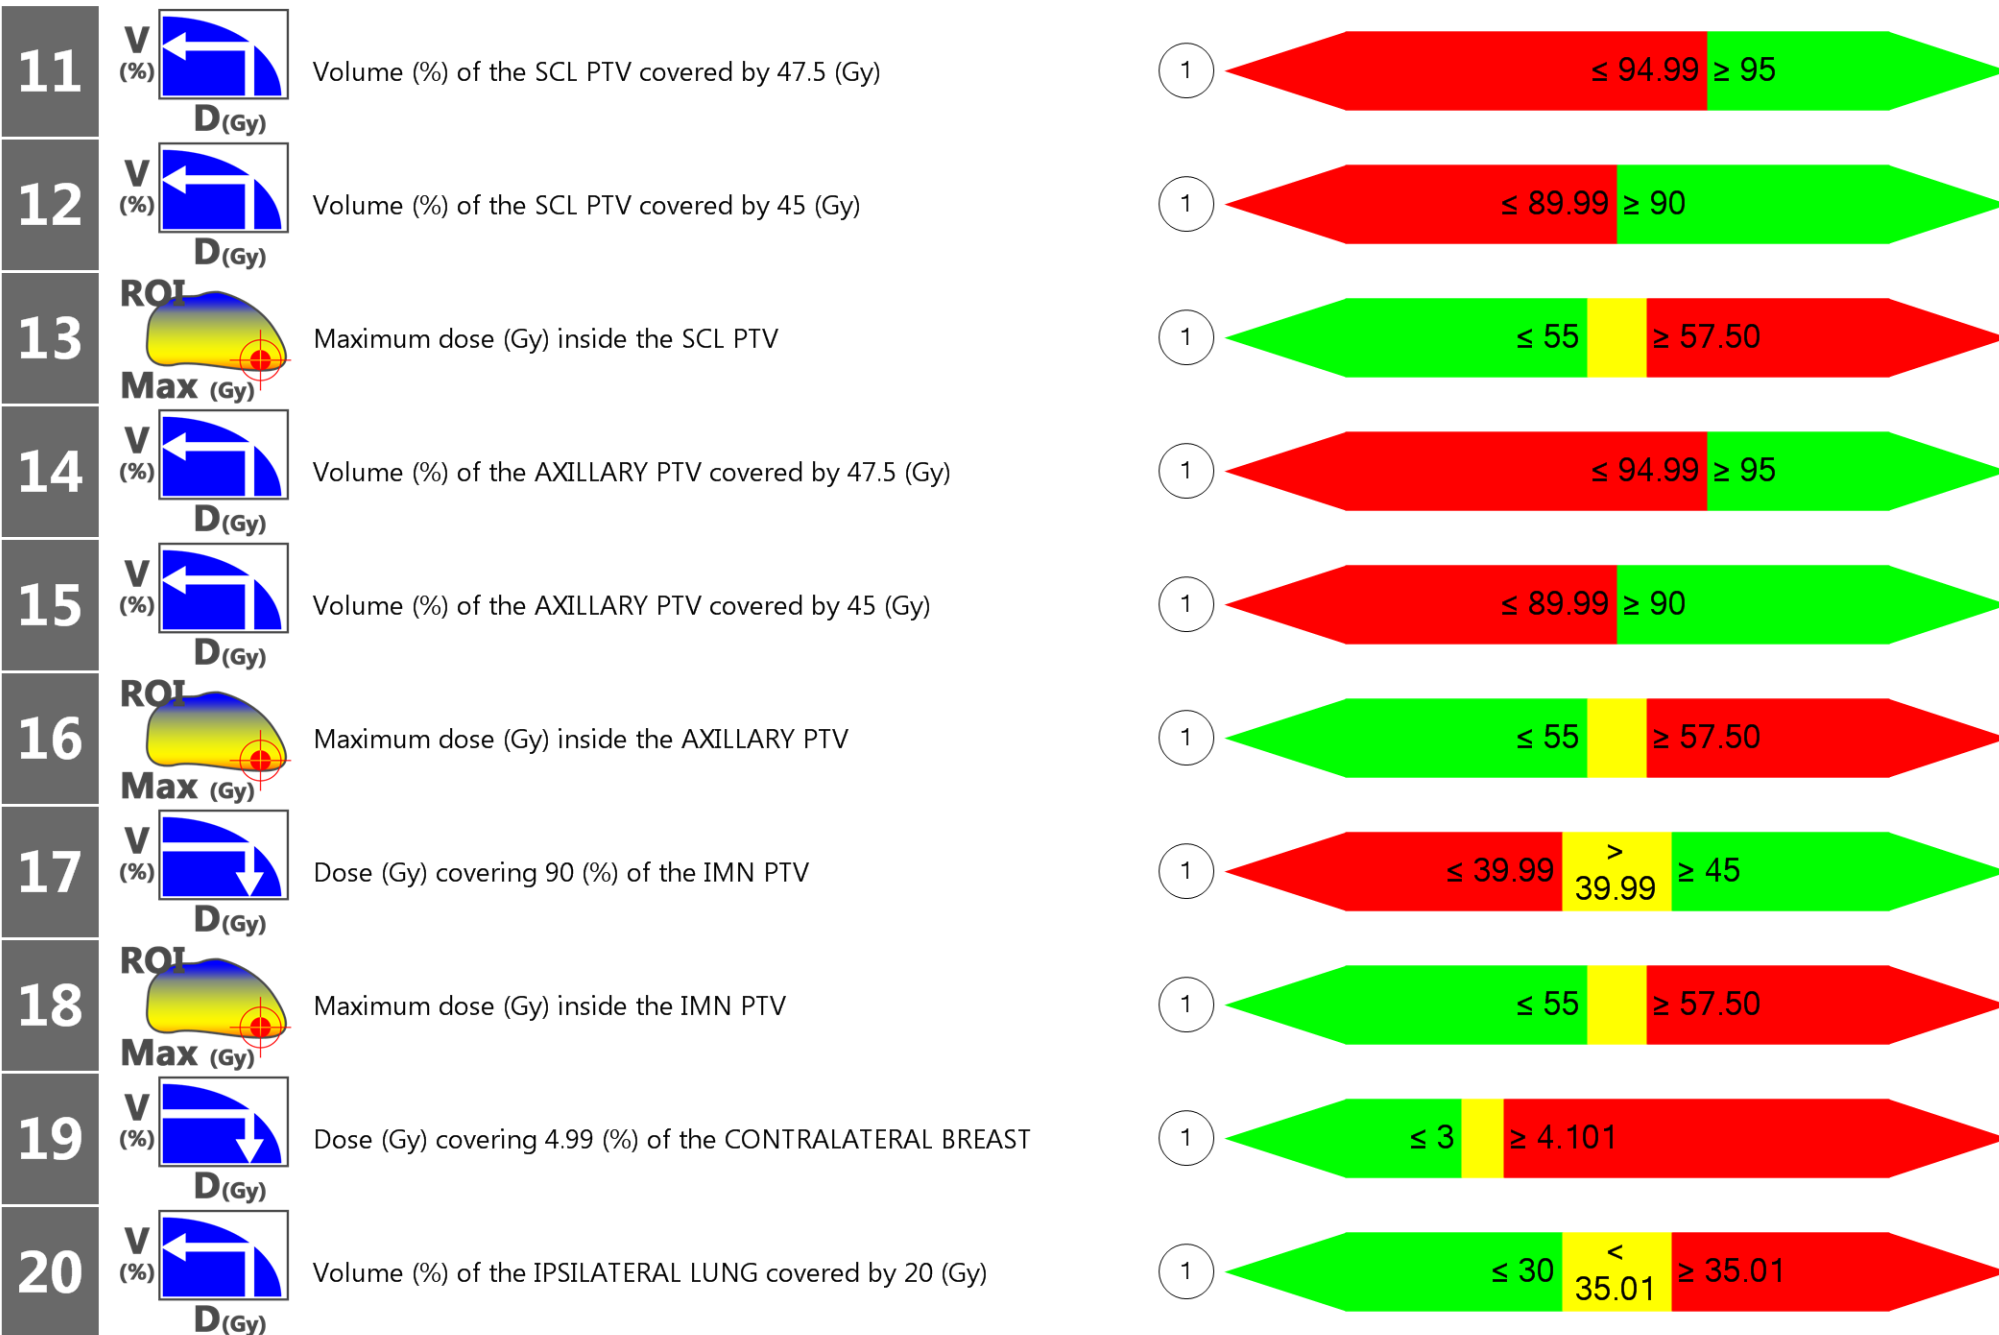 11
V
(%)
D(Gy)
Volume (%) of the SCL PTV covered by 47.5 (Gy)
1
≤ 94.99 ≥ 95
12
V
(%)
D(Gy)
Volume (%) of the SCL PTV covered by 45 (Gy)
1
≤ 89.99 ≥ 90
13
ROI
Max (Gy)
Maximum dose (Gy) inside the SCL PTV
1
≤ 55 ≥ 57.50
14
V
(%)
D(Gy)
Volume (%) of the AXILLARY PTV covered by 47.5 (Gy)
1
≤ 94.99 ≥ 95
15
V
(%)
D(Gy)
Volume (%) of the AXILLARY PTV covered by 45 (Gy)
1
≤ 89.99 ≥ 90
16
ROI
Max (Gy)
Maximum dose (Gy) inside the AXILLARY PTV
1
≤ 55 ≥ 57.50
17
V
(%)
D(Gy)
Dose (Gy) covering 90 (%) of the IMN PTV
1
≤ 39.99
>
39.99
≥ 45
18
ROI
Max (Gy)
Maximum dose (Gy) inside the IMN PTV
1
≤ 55 ≥ 57.50
19
V
(%)
D(Gy)
Dose (Gy) covering 4.99 (%) of the CONTRALATERAL BREAST
1
≤ 3 ≥ 4.101
20
V
(%)
D(Gy)
Volume (%) of the IPSILATERAL LUNG covered by 20 (Gy)
1
≤ 30
<
35.01
≥ 35.01